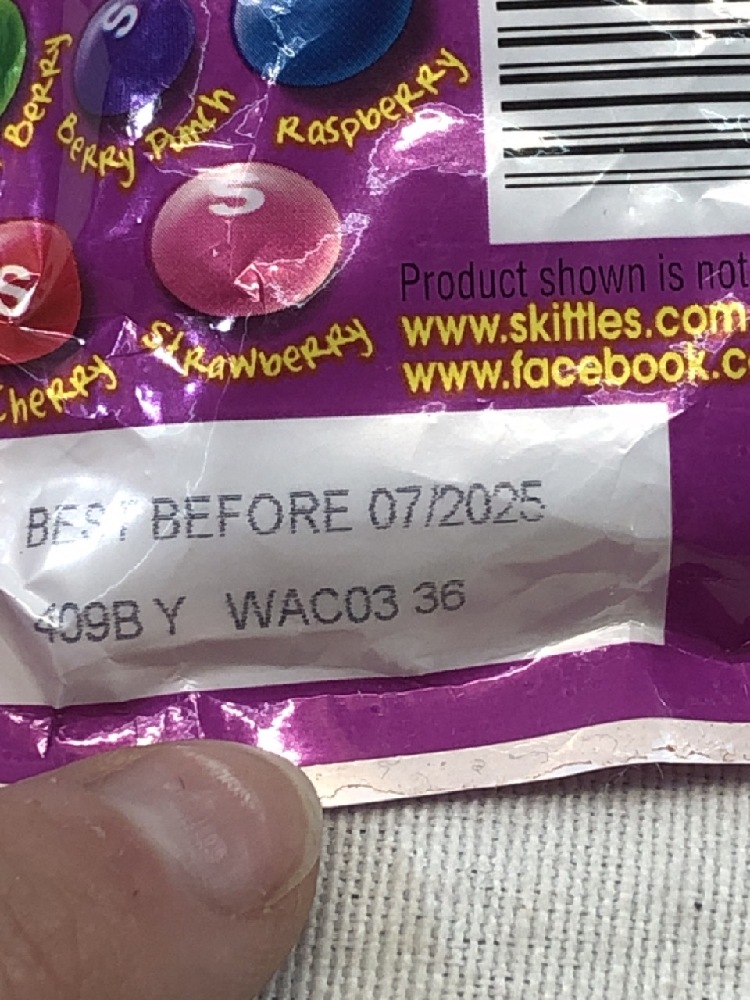 S
S
S
Berry
Berry Punch
Raspberry
Cherry
Strawberry
Product shown is not
www.skittles.com
www.facebook.c
BEST BEFORE 07/2025
409B Y WAC03 36